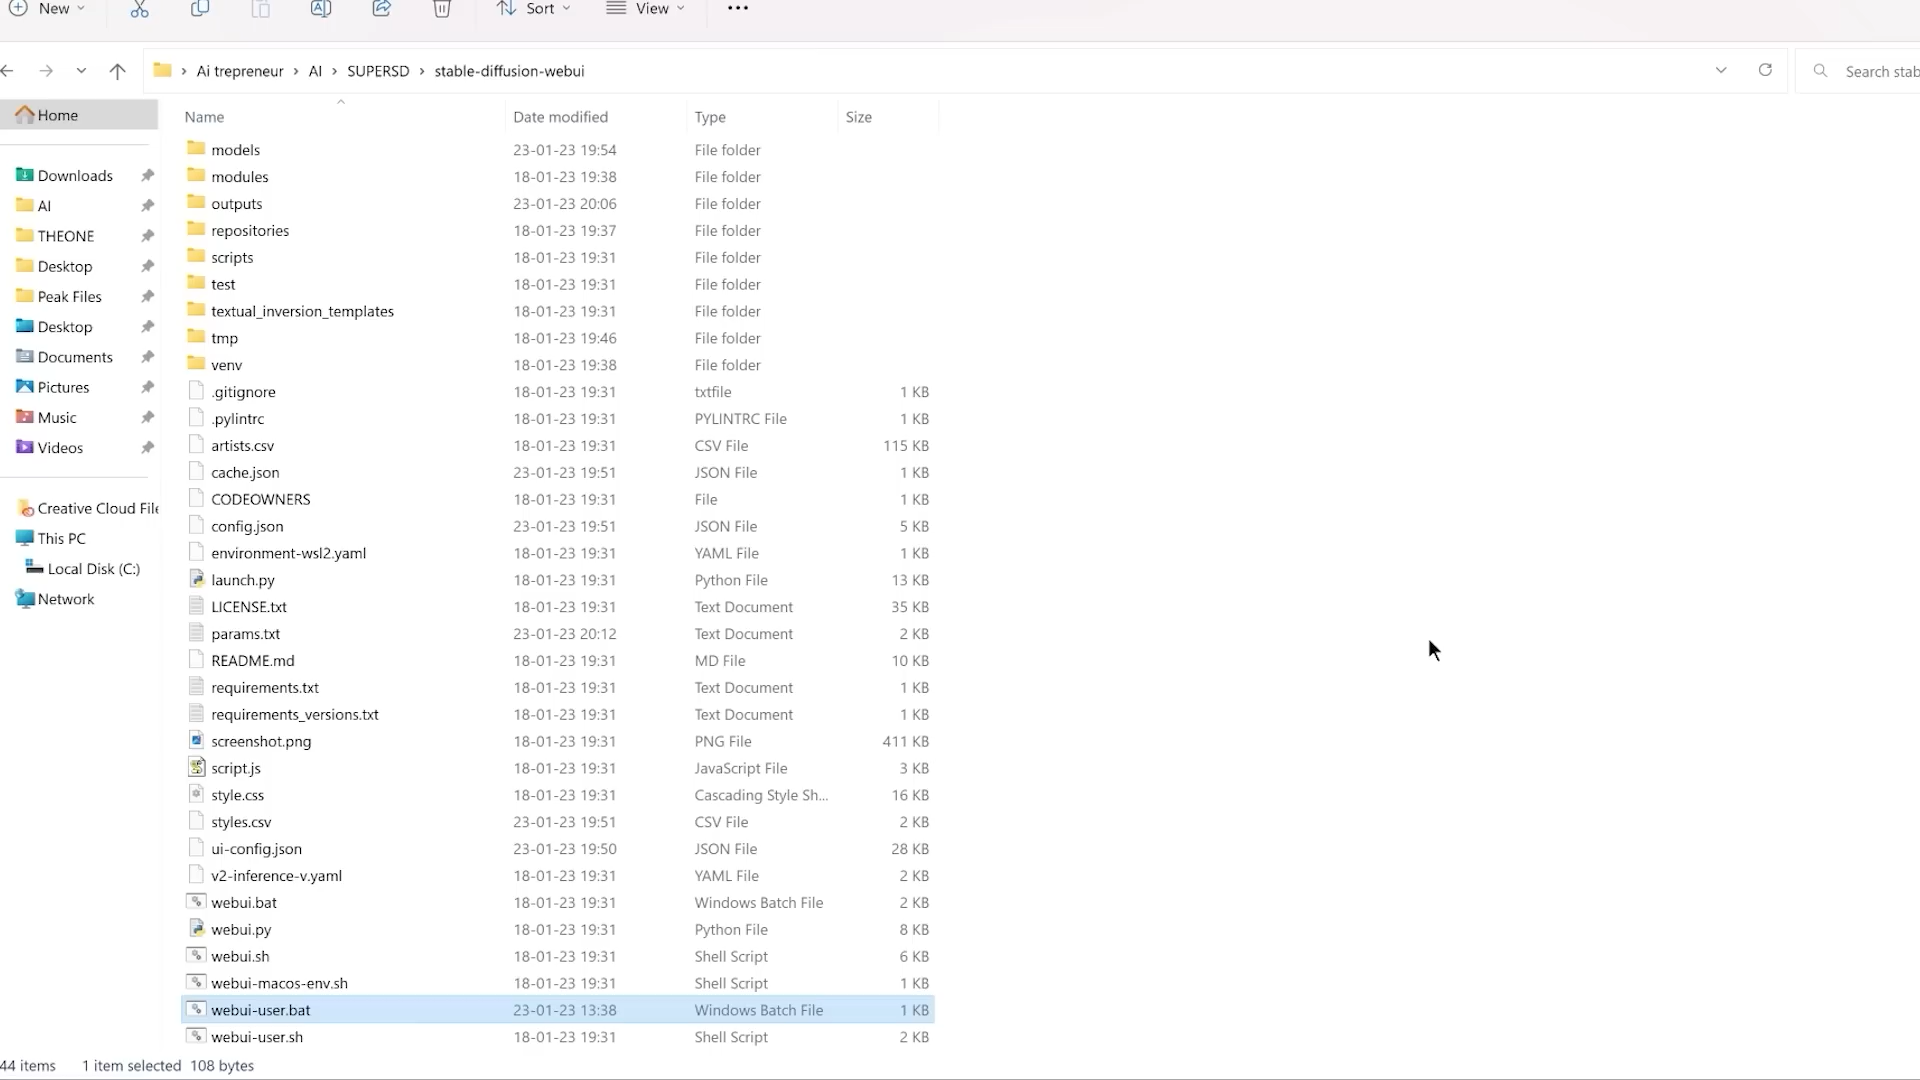 New Sort View
Ai trepreneur › AI › SUPERSD › stable-diffusion-webui Search stab
Home
Downloads
AI
THEONE
Desktop
Peak Files
Desktop
Documents
Pictures
Music
Videos
Creative Cloud File
This PC
Local Disk (C:)
Network
Name Date modified Type Size
models 23-01-23 19:54 File folder
modules 18-01-23 19:38 File folder
outputs 23-01-23 20:06 File folder
repositories 18-01-23 19:37 File folder
scripts 18-01-23 19:31 File folder
test 18-01-23 19:31 File folder
textual_inversion_templates 18-01-23 19:31 File folder
tmp 18-01-23 19:46 File folder
venv 18-01-23 19:38 File folder
.gitignore 18-01-23 19:31 txtfile 1 KB
.pylintrc 18-01-23 19:31 PYLINTRC File 1 KB
artists.csv 18-01-23 19:31 CSV File 115 KB
cache.json 23-01-23 19:51 JSON File 1 KB
CODEOWNERS 18-01-23 19:31 File 1 KB
config.json 23-01-23 19:51 JSON File 5 KB
environment-wsl2.yaml 18-01-23 19:31 YAML File 1 KB
launch.py 18-01-23 19:31 Python File 13 KB
LICENSE.txt 18-01-23 19:31 Text Document 35 KB
params.txt 23-01-23 20:12 Text Document 2 KB
README.md 18-01-23 19:31 MD File 10 KB
requirements.txt 18-01-23 19:31 Text Document 1 KB
requirements_versions.txt 18-01-23 19:31 Text Document 1 KB
screenshot.png 18-01-23 19:31 PNG File 411 KB
script.js 18-01-23 19:31 JavaScript File 3 KB
style.css 18-01-23 19:31 Cascading Style Sh... 16 KB
styles.csv 23-01-23 19:51 CSV File 2 KB
ui-config.json 23-01-23 19:50 JSON File 28 KB
v2-inference-v.yaml 18-01-23 19:31 YAML File 2 KB
webui.bat 18-01-23 19:31 Windows Batch File 2 KB
webui.py 18-01-23 19:31 Python File 8 KB
webui.sh 18-01-23 19:31 Shell Script 6 KB
webui-macos-env.sh 18-01-23 19:31 Shell Script 1 KB
webui-user.bat 23-01-23 13:38 Windows Batch File 1 KB
webui-user.sh 18-01-23 19:31 Shell Script 2 KB
44 items 1 item selected 108 bytes